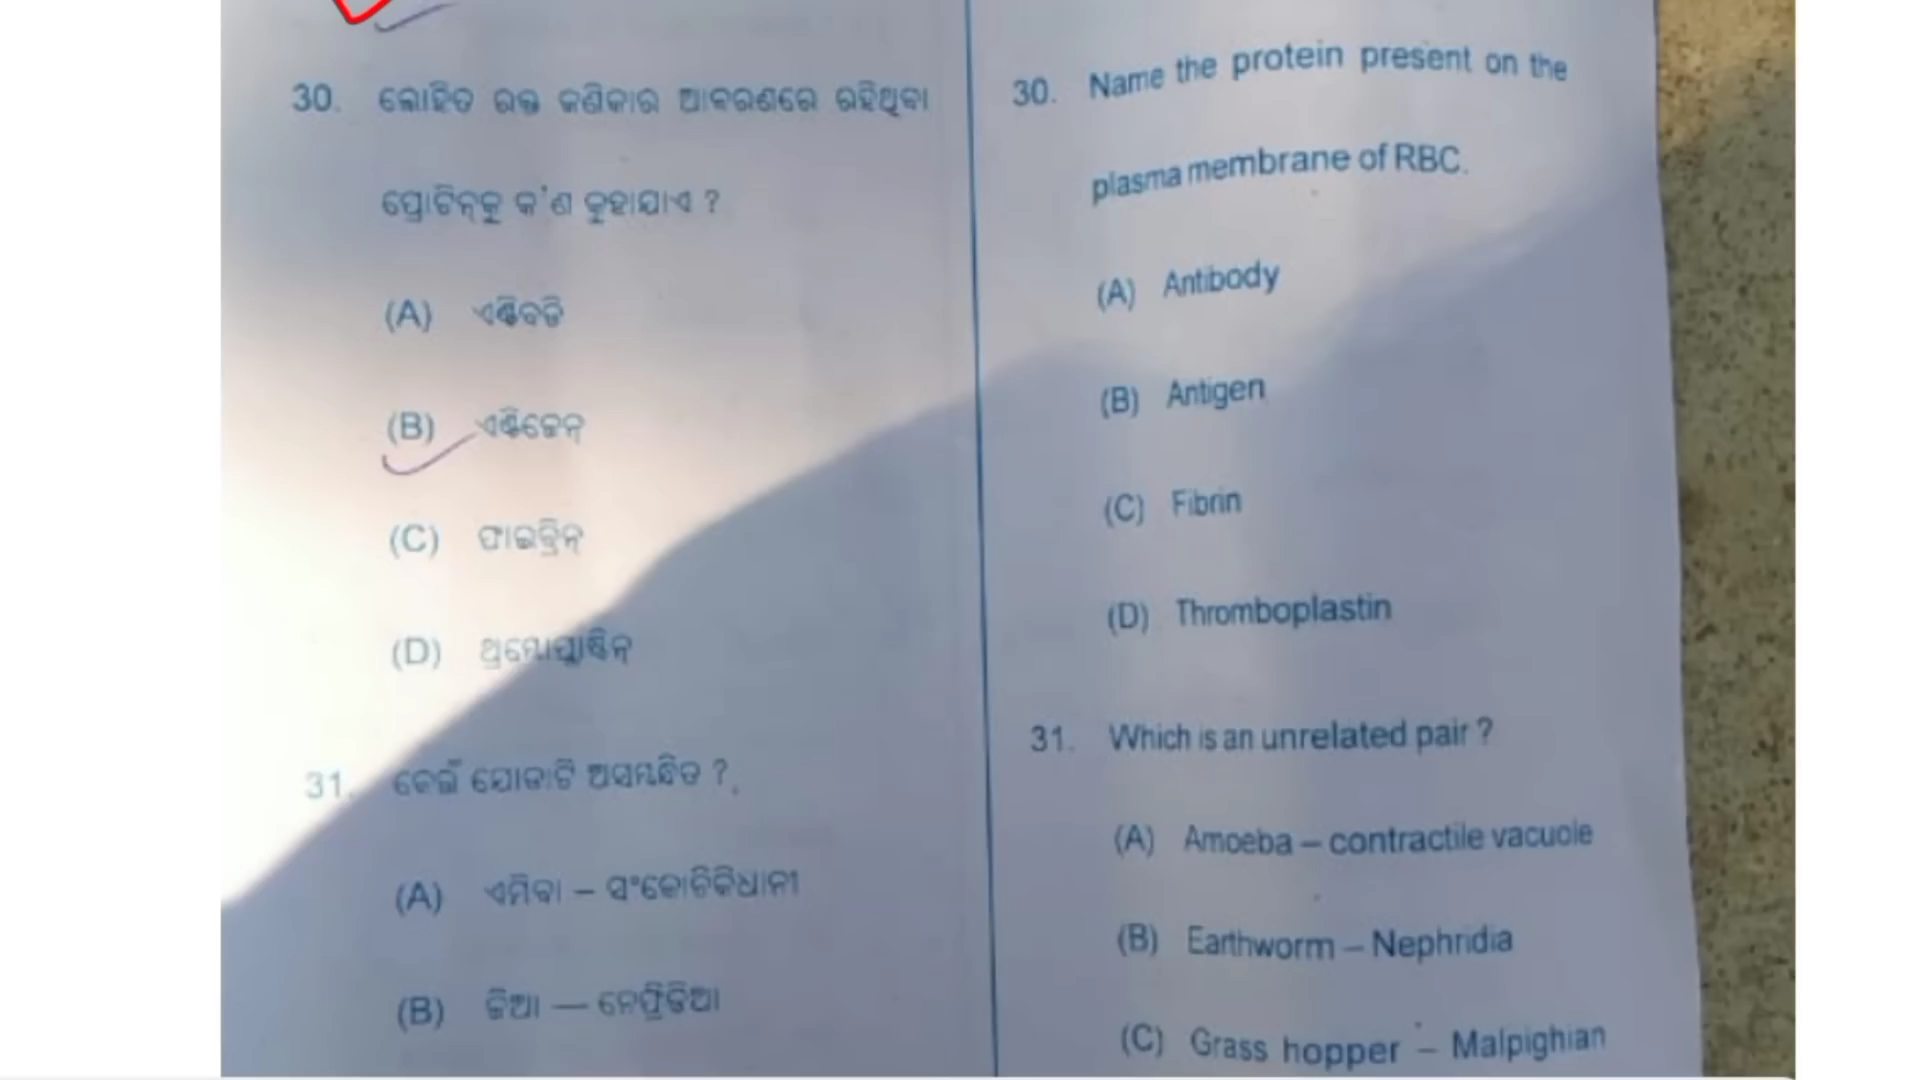 30. ଲୋହିତ ରକ୍ତ କଣିକାର ଆବରଣରେ ରହିଥିବା
ପ୍ରୋଟିନ୍‌କୁ କ'ଣ କୁହାଯାଏ ?
(A) ଏଣ୍ଟିବଡି
(B) ଏଣ୍ଟିଜେନ୍
(C) ଫାଇବ୍ରିନ୍
(D) ଥ୍ରମ୍ବୋପ୍ଲାଷ୍ଟିନ୍
31. କେଉଁ ଯୋଡାଟି ଅସମ୍ବନ୍ଧିତ ?
(A) ଏମିବା – ସଂକୋଚିକିଧାନୀ
(B) ଜିଆ — ନେଫ୍ରିଡିଆ
30. Name the protein present on the
plasma membrane of RBC.
(A) Antibody
(B) Antigen
(C) Fibrin
(D) Thromboplastin
31. Which is an unrelated pair ?
(A) Amoeba – contractile vacuole
(B) Earthworm – Nephridia
(C) Grass hopper – Malpighian